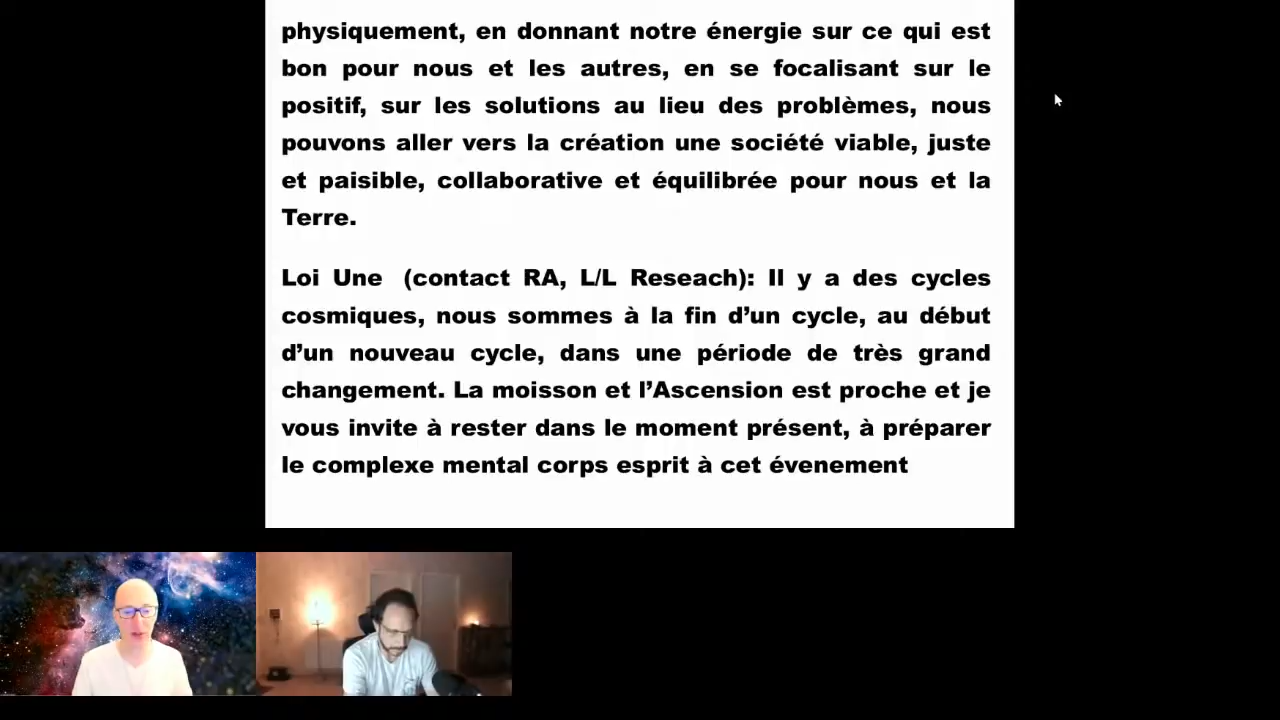 physiquement, en donnant notre énergie sur ce qui est
bon pour nous et les autres, en se focalisant sur le
positif, sur les solutions au lieu des problèmes, nous
pouvons aller vers la création une société viable, juste
et paisible, collaborative et équilibrée pour nous et la
Terre.
Loi Une (contact RA, L/L Reseach): Il y a des cycles
cosmiques, nous sommes à la fin d’un cycle, au début
d’un nouveau cycle, dans une période de très grand
changement. La moisson et l’Ascension est proche et je
vous invite à rester dans le moment présent, à préparer
le complexe mental corps esprit à cet évenement